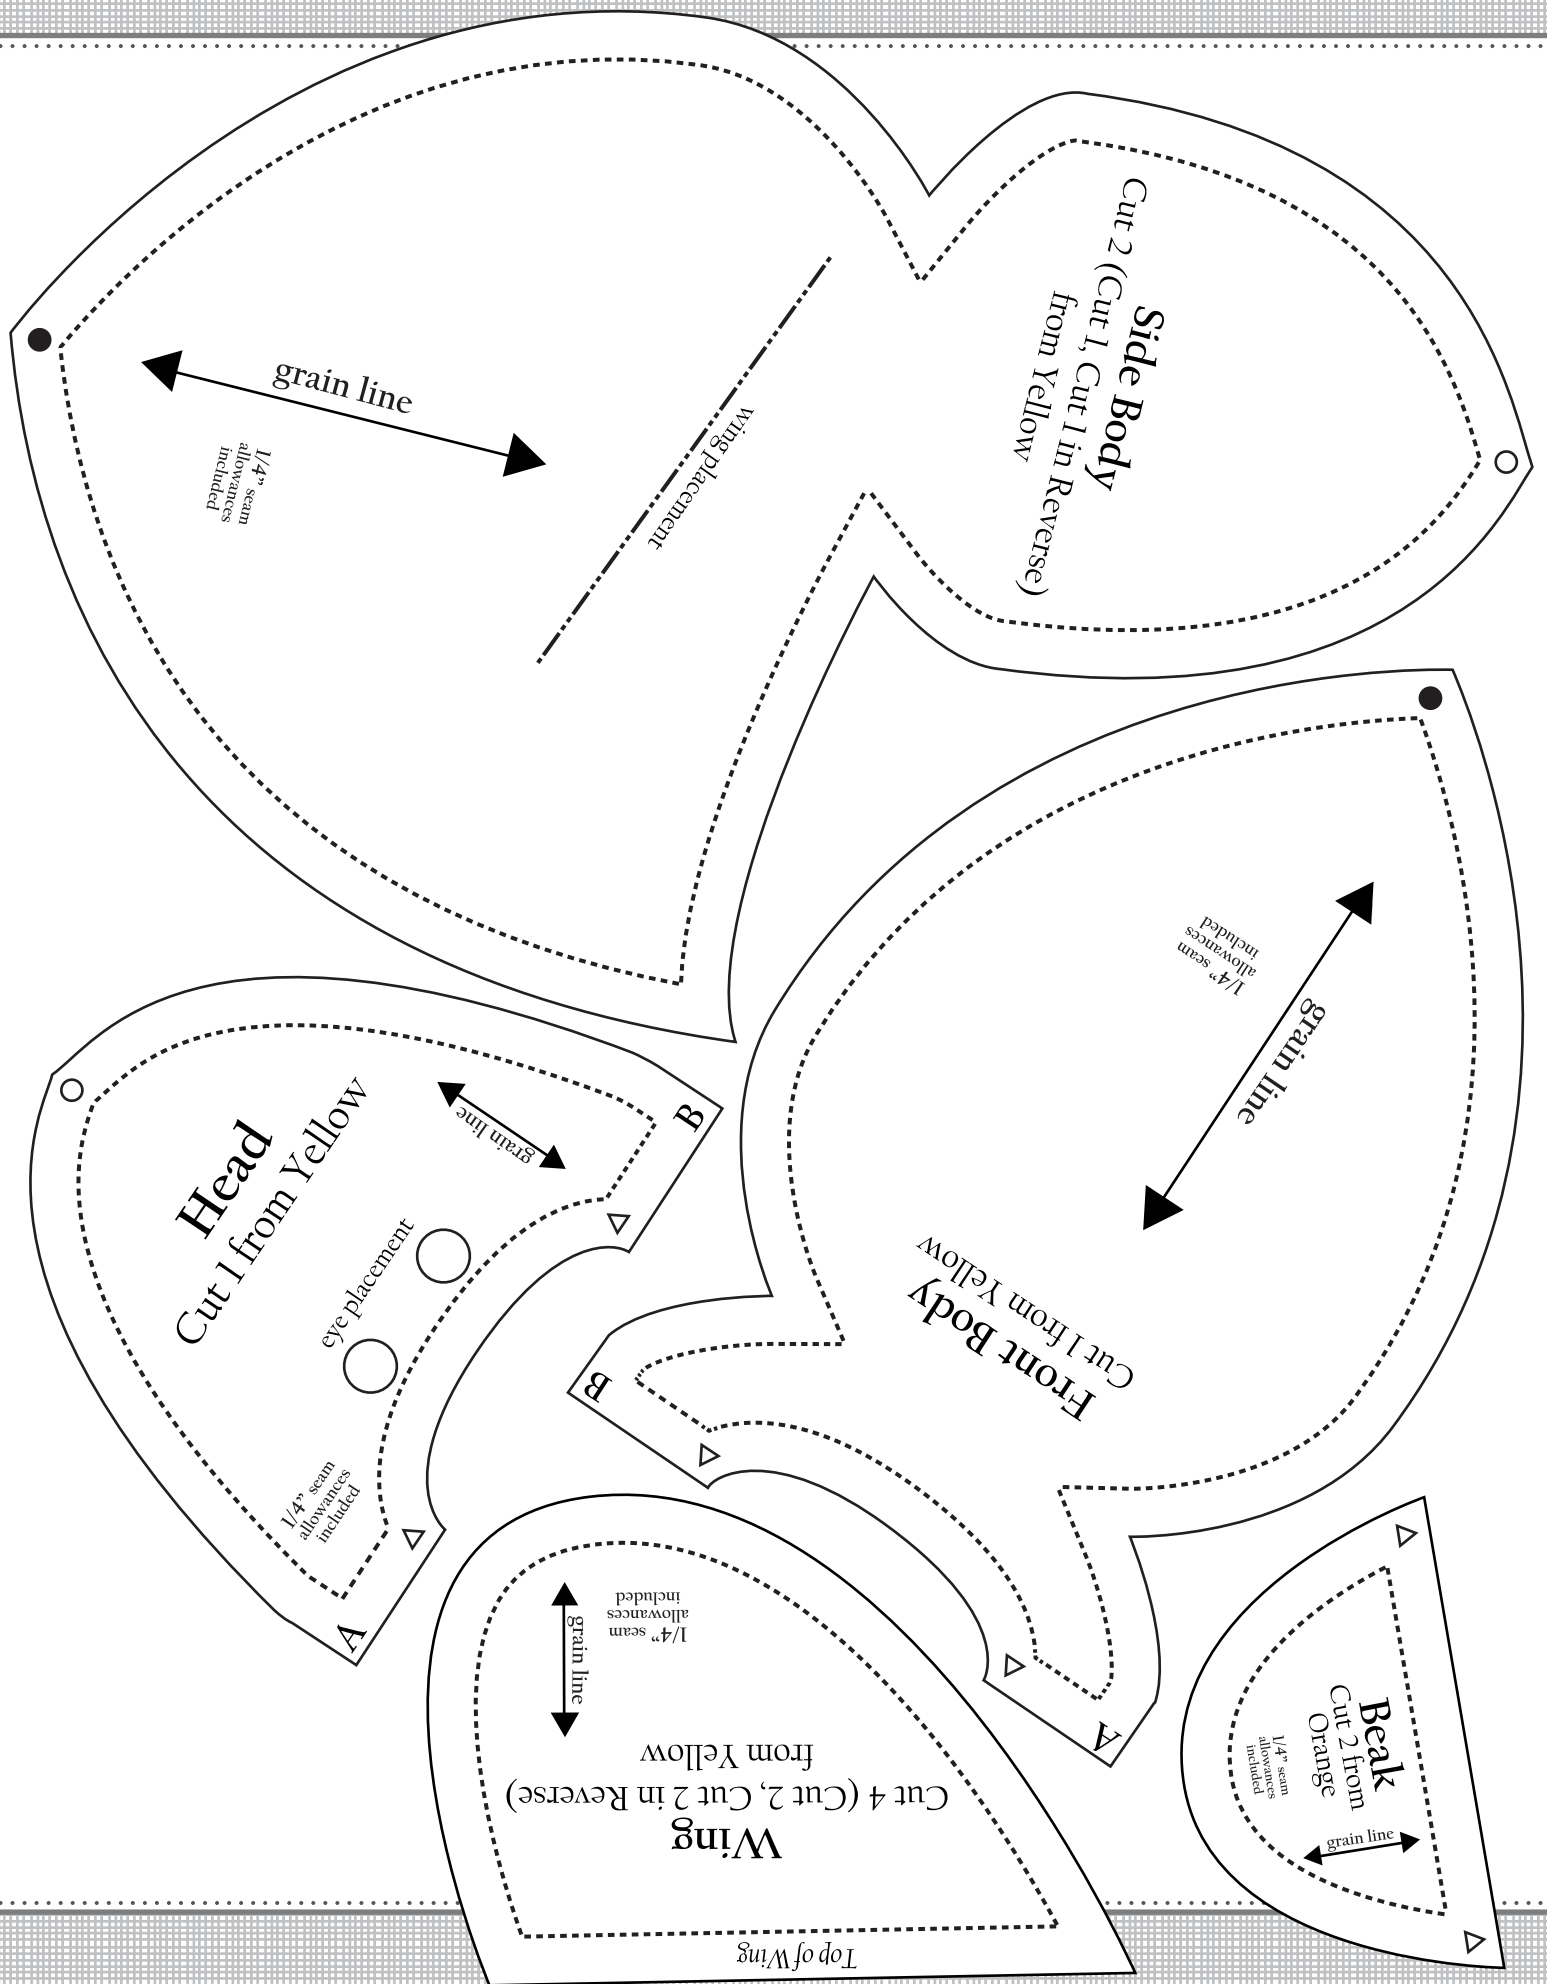 Side Body
Cut 2 (Cut 1, Cut 1 in Reverse)
from Yellow
grain line
1/4” seam
allowances
included
wing placement
Head
Cut 1 from Yellow
grain line
eye placement
1/4” seam
allowances
included
B
A
Front Body
Cut 1 from Yellow
grain line
1/4” seam
allowances
included
B
A
Wing
Cut 4 (Cut 2, Cut 2 in Reverse)
from Yellow
grain line
1/4” seam
allowances
included
Top of Wing
Beak
Cut 2 from
Orange
1/4” seam
allowances
included
grain line